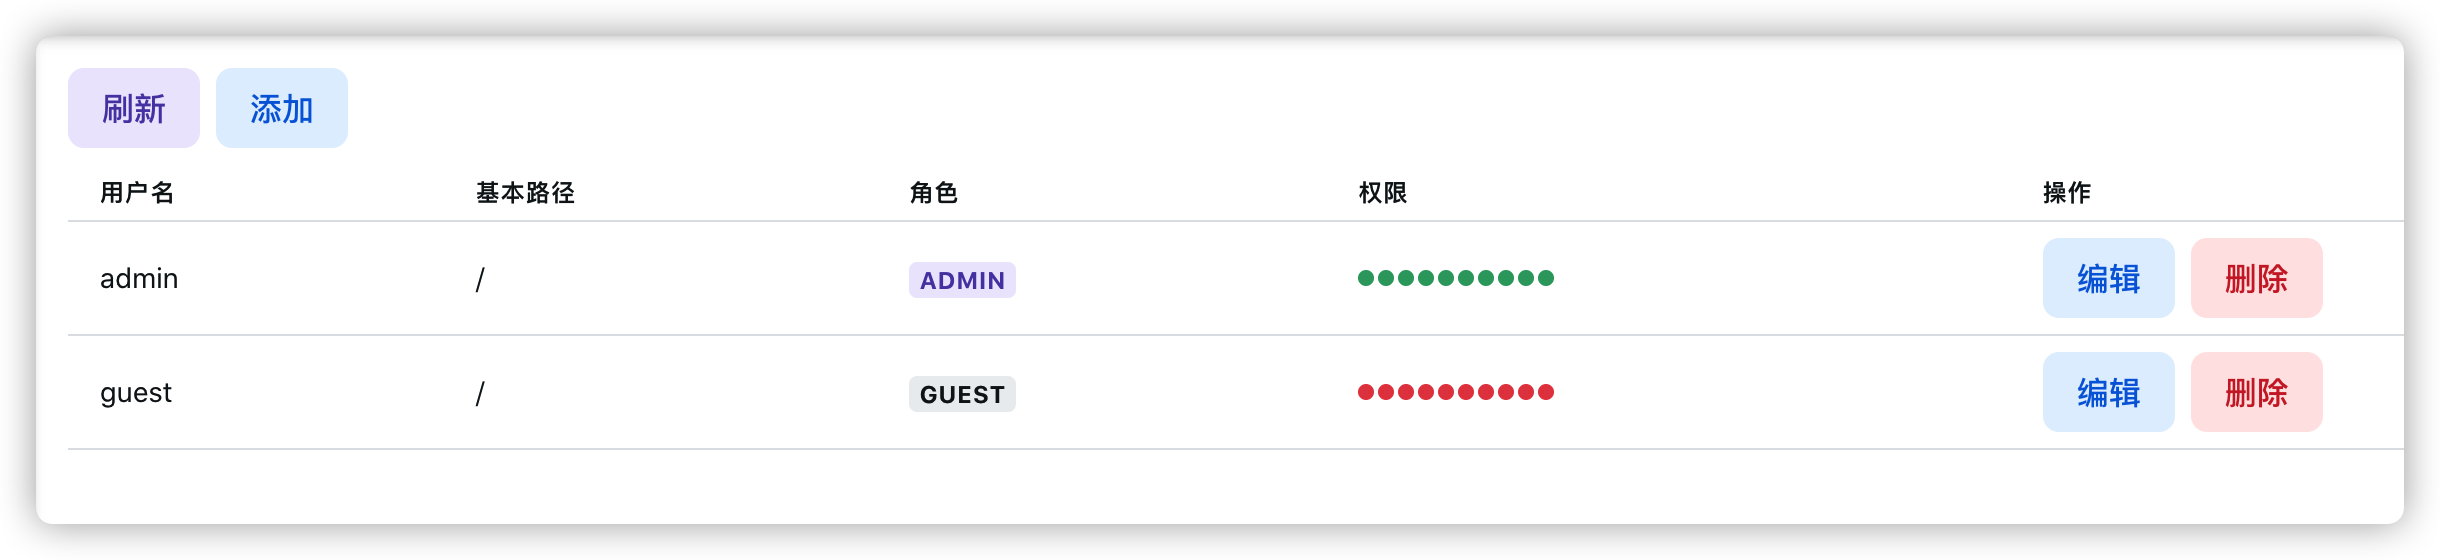 刷新 添加
用户名 基本路径 角色 权限 操作
admin / ADMIN 编辑 删除
guest / GUEST 编辑 删除